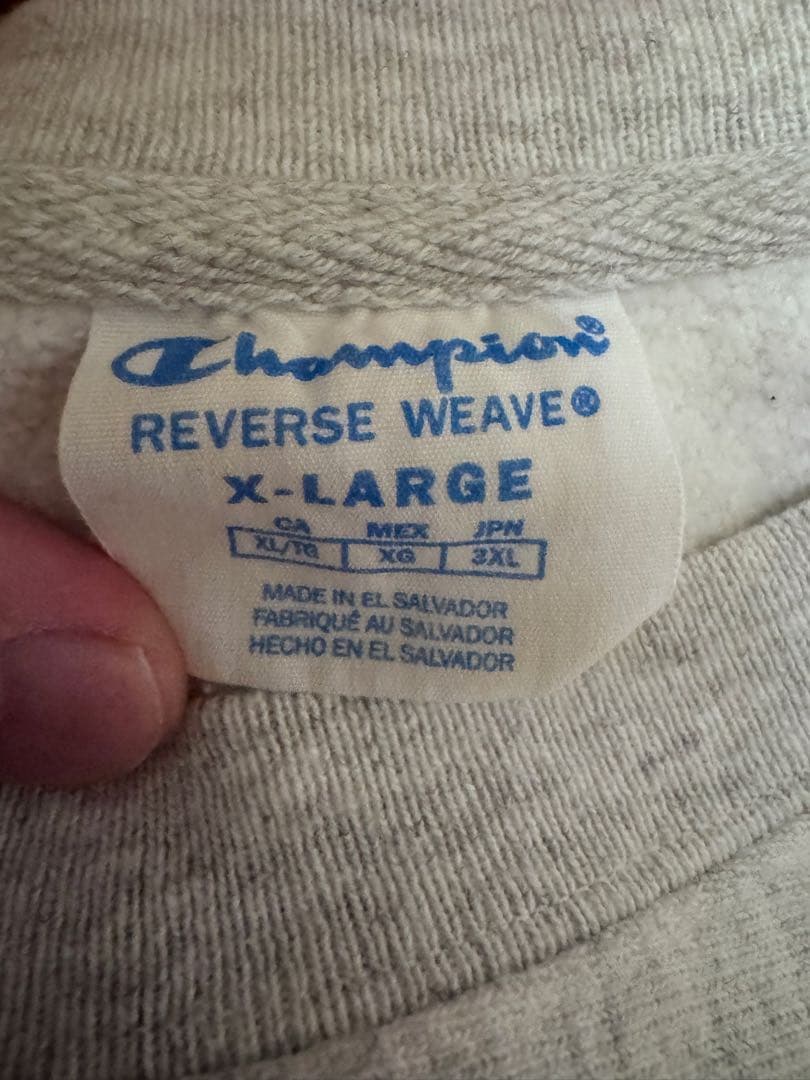 Champion®
REVERSE WEAVE®
X-LARGE
CA MEX JPN
XL/TG XG 3XL
MADE IN EL SALVADOR
FABRIQUÉ AU SALVADOR
HECHO EN EL SALVADOR